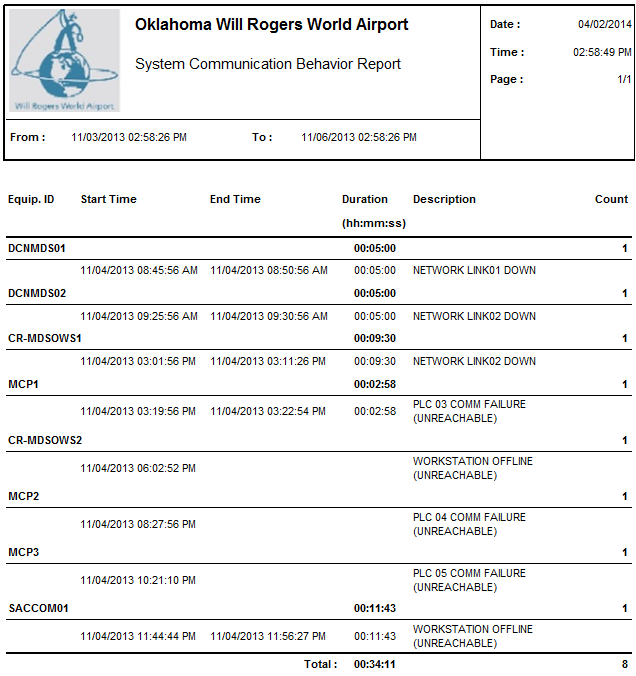 Will Rogers World Airport.
Oklahoma Will Rogers World Airport
System Communication Behavior Report
Date : 04/02/2014
Time : 02:58:49 PM
Page : 1/1
From : 11/03/2013 02:58:26 PM To : 11/06/2013 02:58:26 PM
Equip. ID Start Time End Time Duration Description Count
(hh:mm:ss)
DCNMDS01 00:05:00 1
11/04/2013 08:45:56 AM 11/04/2013 08:50:56 AM 00:05:00 NETWORK LINK01 DOWN
DCNMDS02 00:05:00 1
11/04/2013 09:25:56 AM 11/04/2013 09:30:56 AM 00:05:00 NETWORK LINK02 DOWN
CR-MDSOWS1 00:09:30 1
11/04/2013 03:01:56 PM 11/04/2013 03:11:26 PM 00:09:30 NETWORK LINK02 DOWN
MCP1 00:02:58 1
11/04/2013 03:19:56 PM 11/04/2013 03:22:54 PM 00:02:58 PLC 03 COMM FAILURE
(UNREACHABLE)
CR-MDSOWS2 1
11/04/2013 06:02:52 PM WORKSTATION OFFLINE
(UNREACHABLE)
MCP2 1
11/04/2013 08:27:56 PM PLC 04 COMM FAILURE
(UNREACHABLE)
MCP3 1
11/04/2013 10:21:10 PM PLC 05 COMM FAILURE
(UNREACHABLE)
SACCOM01 00:11:43 1
11/04/2013 11:44:44 PM 11/04/2013 11:56:27 PM 00:11:43 WORKSTATION OFFLINE
(UNREACHABLE)
Total : 00:34:11 8